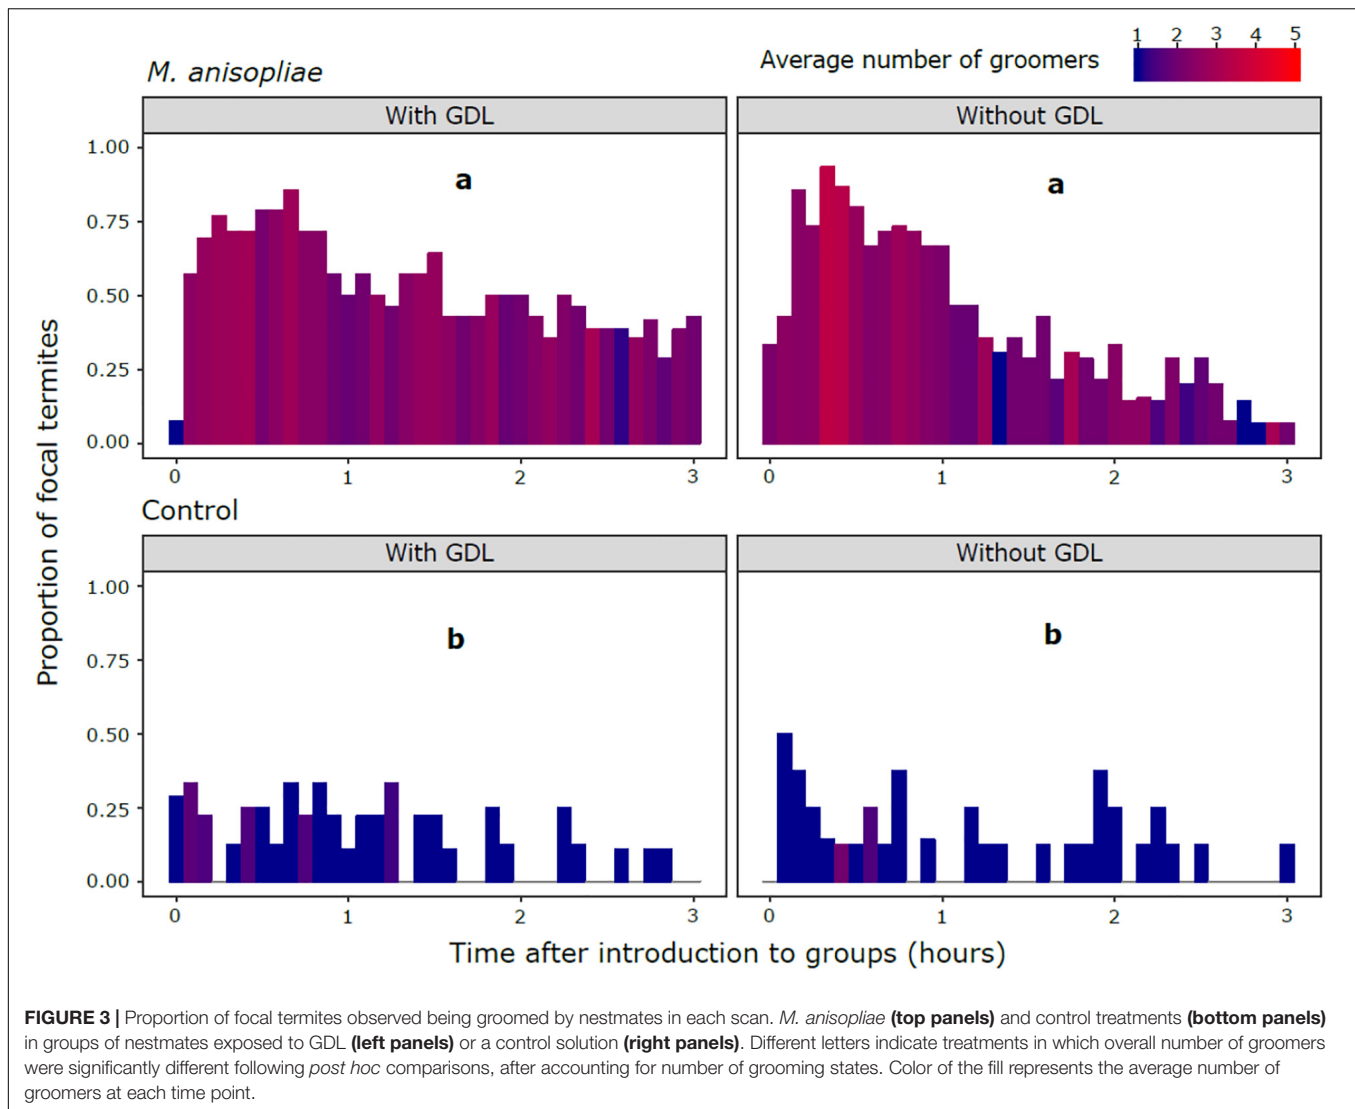 Average number of groomers
1 2 3 4 5
M. anisopliae
With GDL
Without GDL
1.00
0.75
0.50
0.25
0.00
a
a
0 1 2 3
0 1 2 3
Proportion of focal termites
Control
With GDL
Without GDL
1.00
0.75
0.50
0.25
0.00
b
b
0 1 2 3
0 1 2 3
Time after introduction to groups (hours)
FIGURE 3 | Proportion of focal termites observed being groomed by nestmates in each scan. M. anisopliae (top panels) and control treatments (bottom panels)
in groups of nestmates exposed to GDL (left panels) or a control solution (right panels). Different letters indicate treatments in which overall number of groomers
were significantly different following post hoc comparisons, after accounting for number of grooming states. Color of the fill represents the average number of
groomers at each time point.